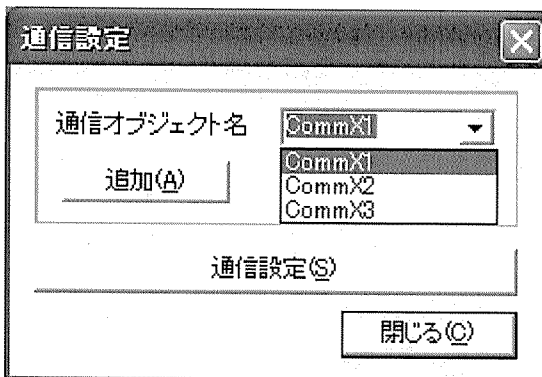 通信設定
通信オブジェクト名 CommX1
追加(A)
CommX1
CommX2
CommX3
通信設定(S)
閉じる(C)